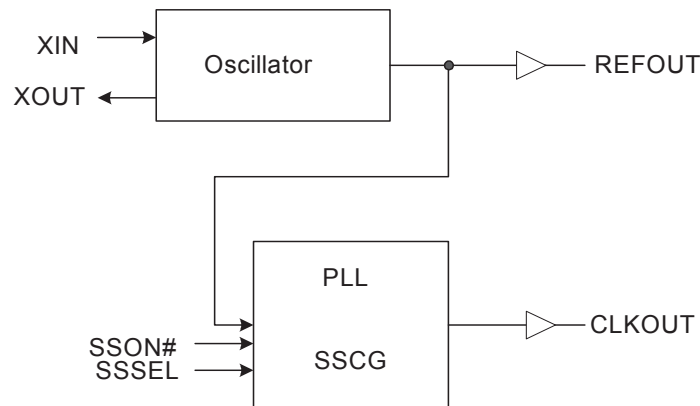 XIN
Oscillator
REFOUT
XOUT
PLL
CLKOUT
SSON#
SSSEL
SSCG